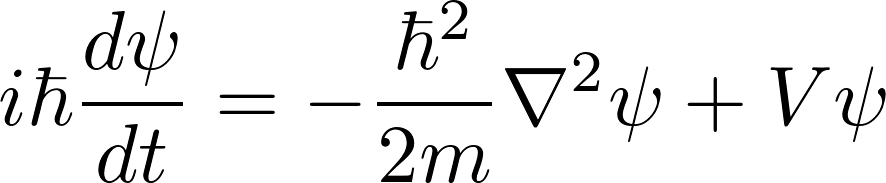 iħ dψ/dt = − ħ²/2m ∇²ψ + Vψ